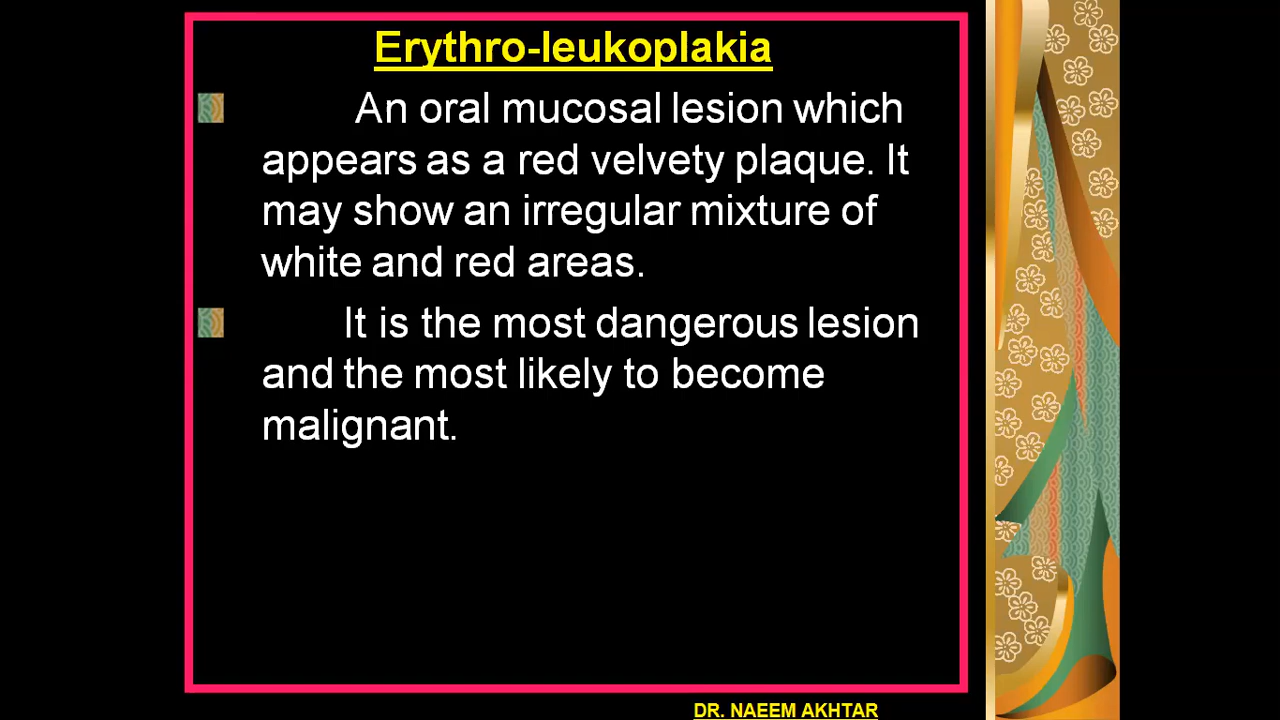 Erythro-leukoplakia
An oral mucosal lesion which
appears as a red velvety plaque. It
may show an irregular mixture of
white and red areas.
It is the most dangerous lesion
and the most likely to become
malignant.
DR. NAEEM AKHTAR